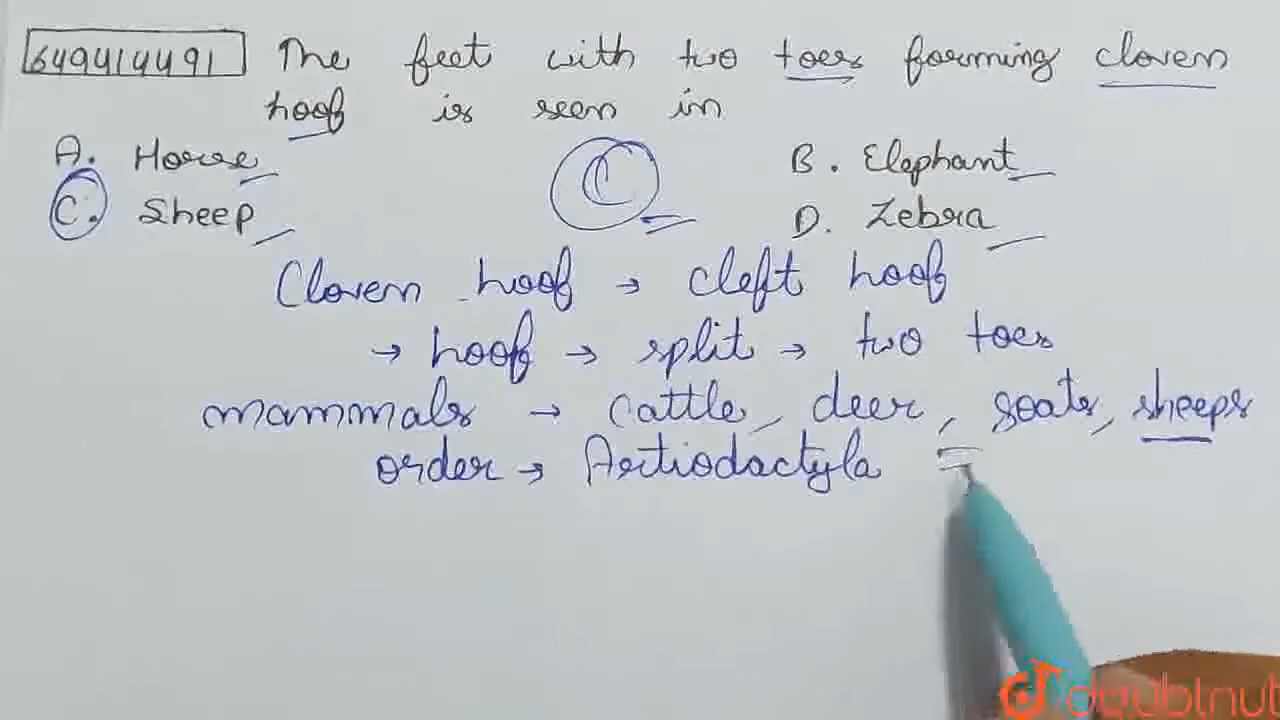 649414491 The feet with two toes forming cloven
hoof is seen in
A. Horse B. Elephant
C. Sheep C D. Zebra
Cloven hoof → cleft hoof
→ hoof → split → two toes
mammals → cattle, deer, goats, sheeps
order → Artiodactyla
doubtnut